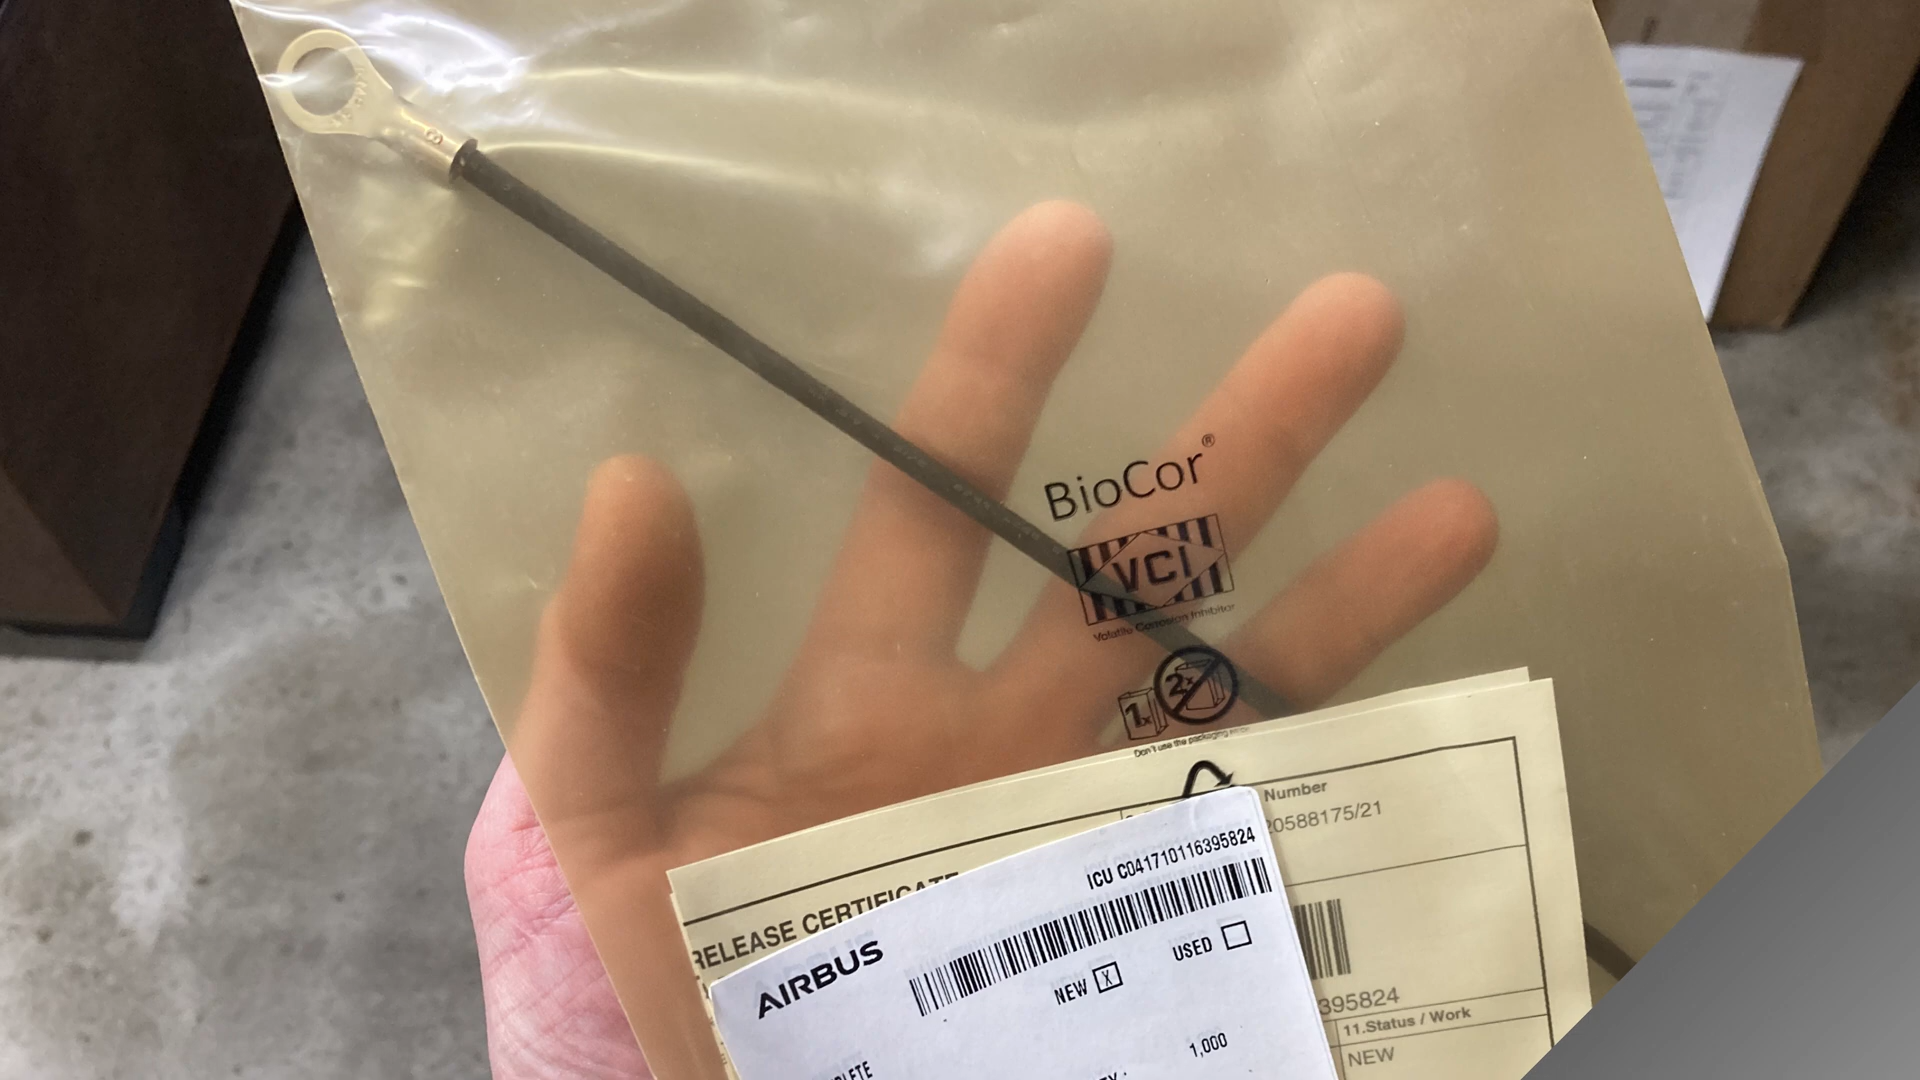 8
BioCor®
VCI
Volatile Corrosion Inhibitor
1x
2x
Don't use the packaging
Number
20588175/21
RELEASE CERTIFICATE
ICU C041710116395824
AIRBUS
NEW X
USED
395824
11.Status / Work
NEW
1,000